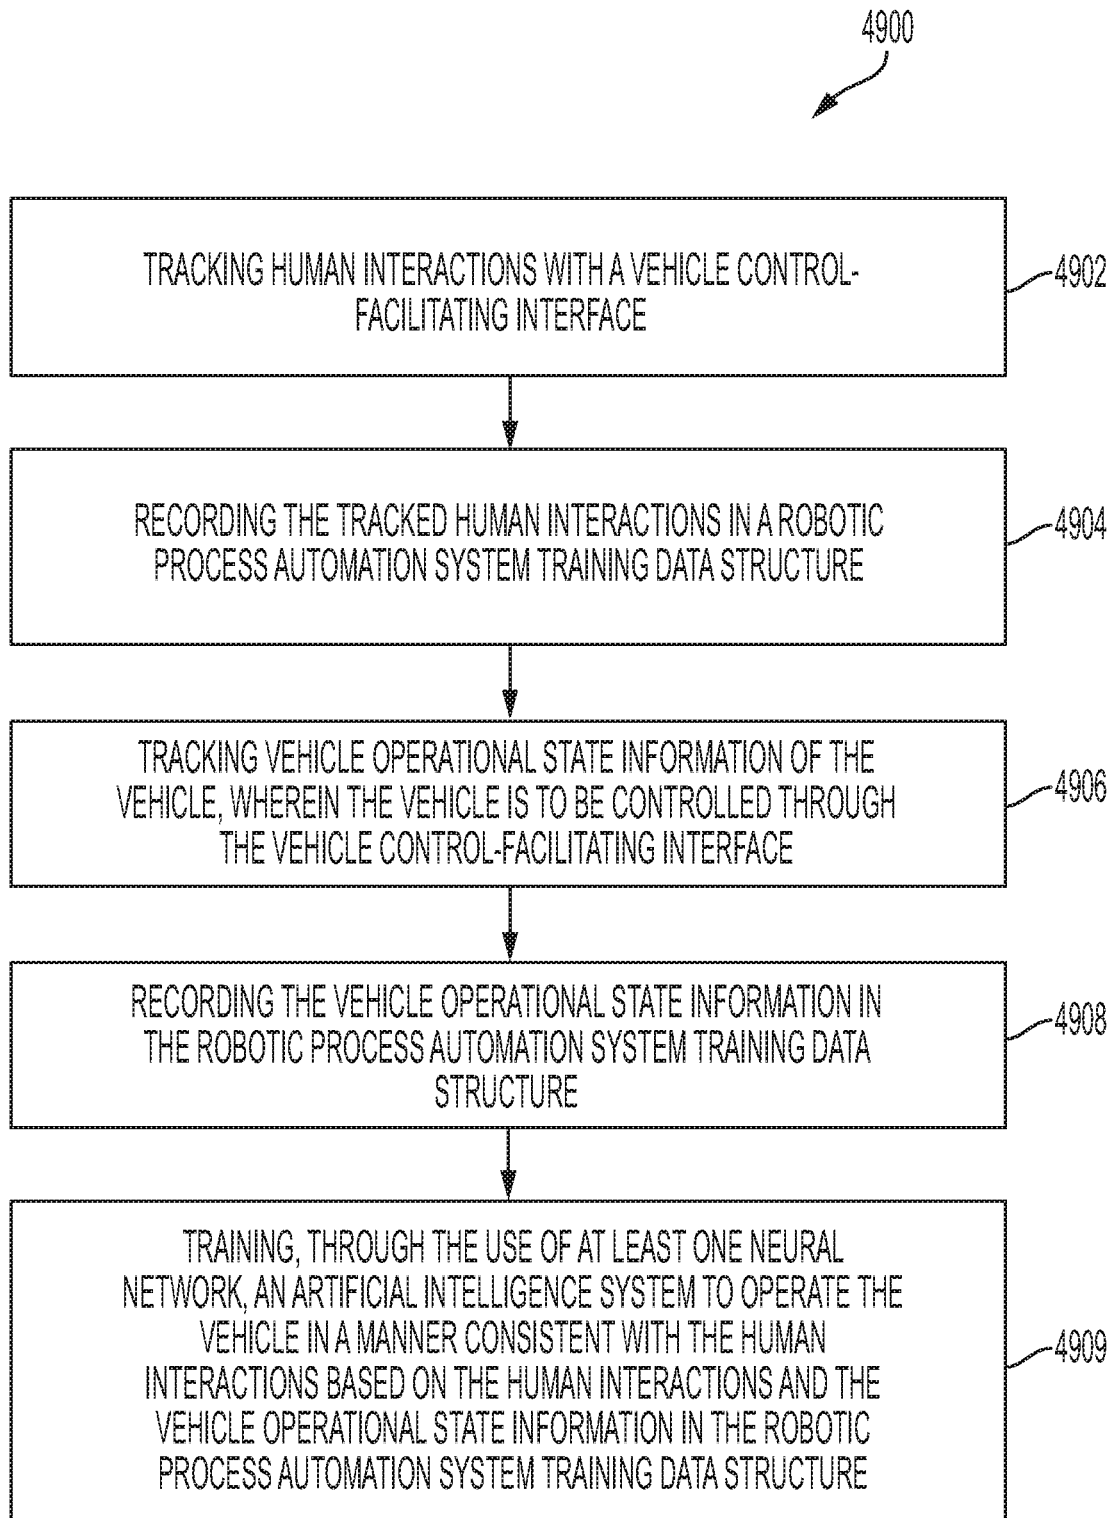 4900
TRACKING HUMAN INTERACTIONS WITH A VEHICLE CONTROL-
FACILITATING INTERFACE
4902
RECORDING THE TRACKED HUMAN INTERACTIONS IN A ROBOTIC
PROCESS AUTOMATION SYSTEM TRAINING DATA STRUCTURE
4904
TRACKING VEHICLE OPERATIONAL STATE INFORMATION OF THE
VEHICLE, WHEREIN THE VEHICLE IS TO BE CONTROLLED THROUGH
THE VEHICLE CONTROL-FACILITATING INTERFACE
4906
RECORDING THE VEHICLE OPERATIONAL STATE INFORMATION IN
THE ROBOTIC PROCESS AUTOMATION SYSTEM TRAINING DATA
STRUCTURE
4908
TRAINING, THROUGH THE USE OF AT LEAST ONE NEURAL
NETWORK, AN ARTIFICIAL INTELLIGENCE SYSTEM TO OPERATE THE
VEHICLE IN A MANNER CONSISTENT WITH THE HUMAN
INTERACTIONS BASED ON THE HUMAN INTERACTIONS AND THE
VEHICLE OPERATIONAL STATE INFORMATION IN THE ROBOTIC
PROCESS AUTOMATION SYSTEM TRAINING DATA STRUCTURE
4909